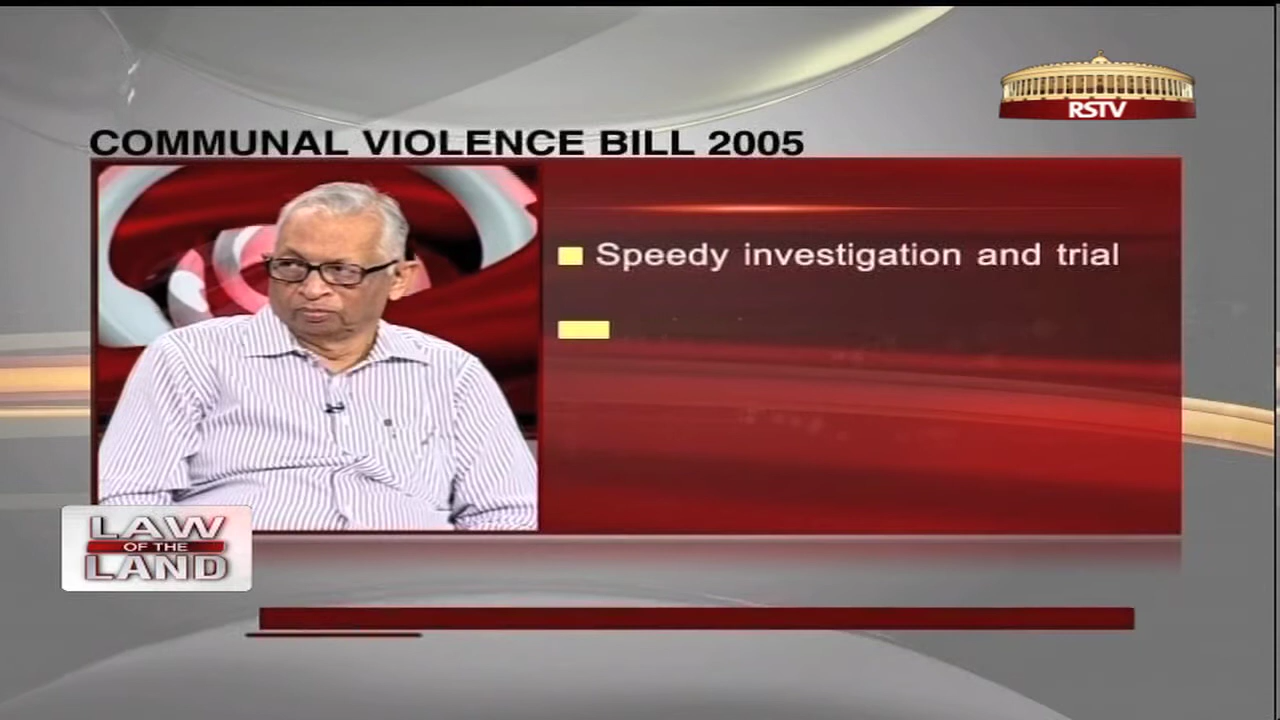 RSTV
COMMUNAL VIOLENCE BILL 2005
Speedy investigation and trial
LAW
OF THE
LAND